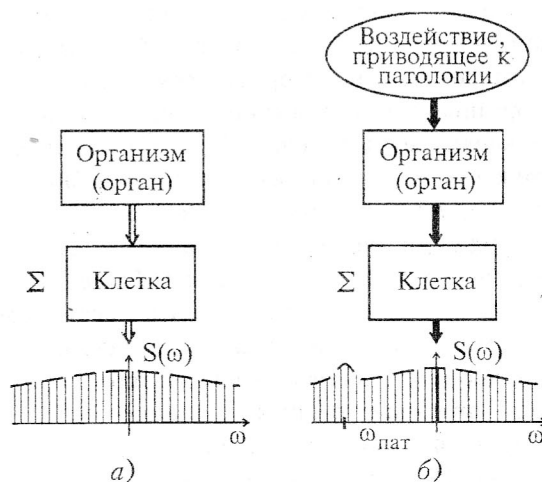 Организм
(орган)
Σ Клетка
S(ω)
ω
а)
Воздействие,
приводящее к
патологии
Организм
(орган)
Σ Клетка
S(ω)
ωпат
ω
б)